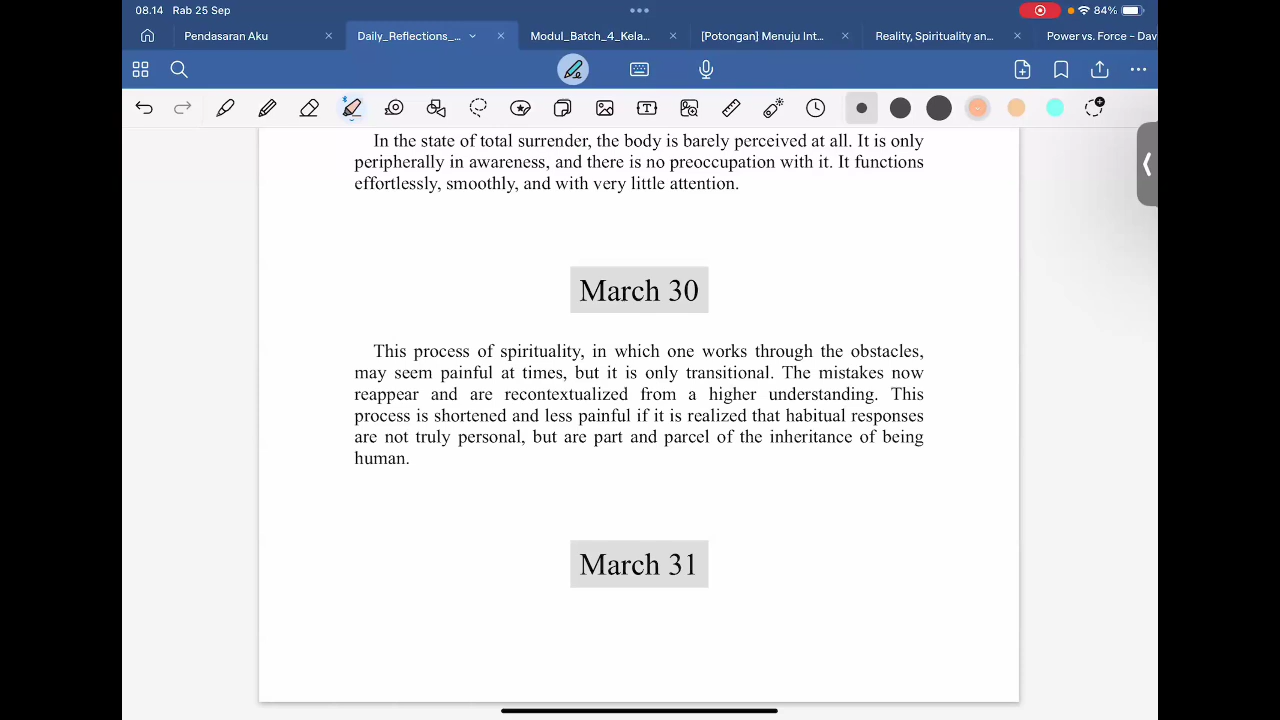 08.14 Rab 25 Sep
84%
Pendasaran Aku
Daily_Reflections_...
Modul_Batch_4_Kela...
[Potongan] Menuju Int...
Reality, Spirituality an...
Power vs. Force – Dav
In the state of total surrender, the body is barely perceived at all. It is only
peripherally in awareness, and there is no preoccupation with it. It functions
effortlessly, smoothly, and with very little attention.
March 30
This process of spirituality, in which one works through the obstacles,
may seem painful at times, but it is only transitional. The mistakes now
reappear and are recontextualized from a higher understanding. This
process is shortened and less painful if it is realized that habitual responses
are not truly personal, but are part and parcel of the inheritance of being
human.
March 31